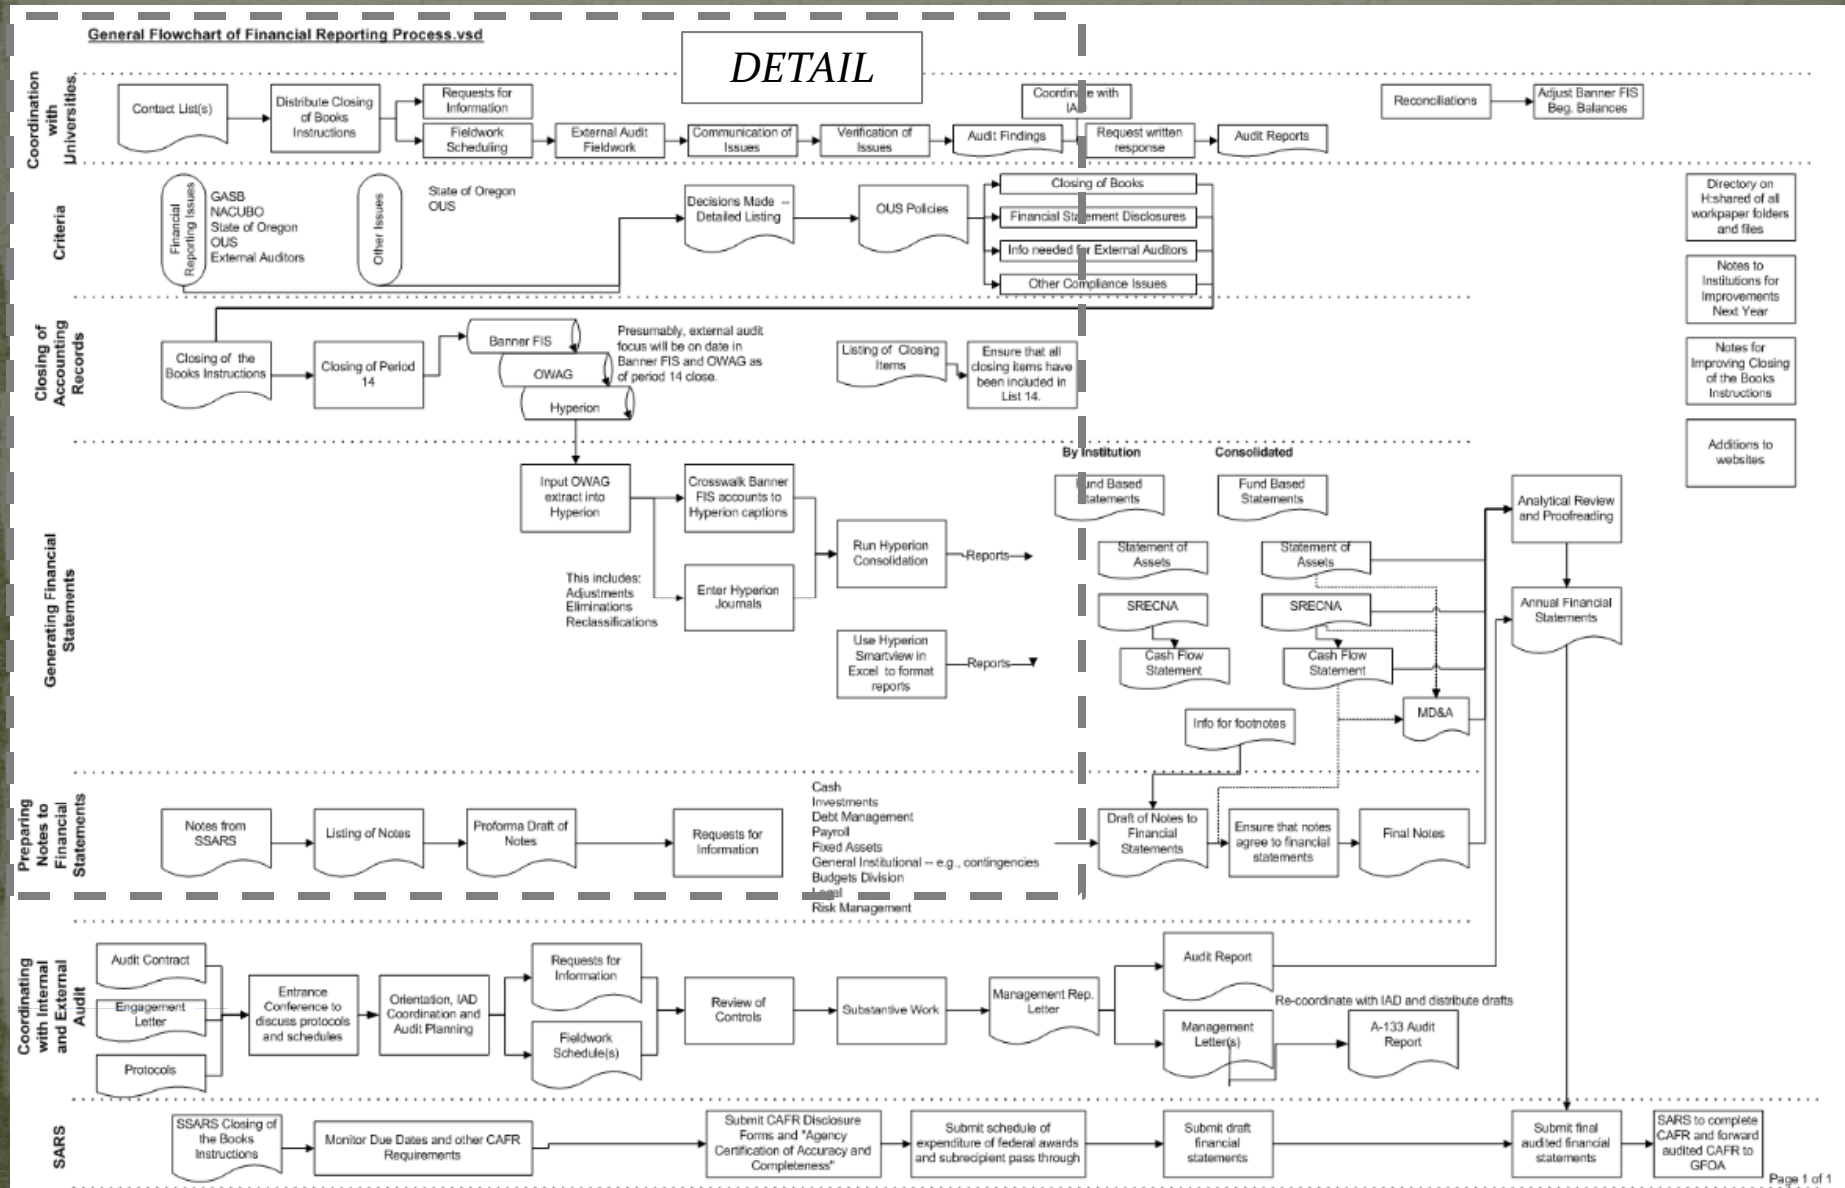 General Flowchart of Financial Reporting Process.vsd
DETAIL
Coordination
with
Universities
Contact List(s)
Distribute Closing
of Books
Instructions
Requests for
Information
Fieldwork
Scheduling
External Audit
Fieldwork
Communication of
Issues
Verification of
Issues
Audit Findings
Coordinate with
IAD
Request written
response
Audit Reports
Reconciliations
Adjust Banner FIS
Beg. Balances
Criteria
Financial
Reporting Issues
GASB
NACUBO
State of Oregon
OUS
External Auditors
Other Issues
State of Oregon
OUS
Decisions Made --
Detailed Listing
OUS Policies
Closing of Books
Financial Statement Disclosures
Info needed for External Auditors
Other Compliance Issues
Directory on
H:shared of all
workpaper folders
and files
Notes to
Institutions for
Improvements
Next Year
Notes for
Improving Closing
of the Books
Instructions
Additions to
websites
Closing of
Accounting
Records
Closing of the
Books Instructions
Closing of Period
14
Banner FIS
OWAG
Hyperion
Presumably, external audit
focus will be on date in
Banner FIS and OWAG as
of period 14 close.
Listing of Closing
Items
Ensure that all
closing items have
been included in
List 14.
Generating Financial
Statements
Input OWAG
extract into
Hyperion
Crosswalk Banner
FIS accounts to
Hyperion captions
This includes:
Adjustments
Eliminations
Reclassifications
Enter Hyperion
Journals
Run Hyperion
Consolidation
Reports
Use Hyperion
Smartview in
Excel to format
reports
Reports
By Institution
Fund Based
Statements
Statement of
Assets
SRECNA
Cash Flow
Statement
Consolidated
Fund Based
Statements
Statement of
Assets
SRECNA
Cash Flow
Statement
MD&A
Info for footnotes
Analytical Review
and Proofreading
Annual Financial
Statements
Preparing
Notes to
Financial
Statements
Notes from
SSARS
Listing of Notes
Proforma Draft of
Notes
Requests for
Information
Cash
Investments
Debt Management
Payroll
Fixed Assets
General Institutional -- e.g., contingencies
Budgets Division
Legal
Risk Management
Draft of Notes to
Financial
Statements
Ensure that notes
agree to financial
statements
Final Notes
Coordinating
with Internal
and External
Audit
Audit Contract
Engagement
Letter
Protocols
Entrance
Conference to
discuss protocols
and schedules
Orientation, IAD
Coordination and
Audit Planning
Requests for
Information
Fieldwork
Schedule(s)
Review of
Controls
Substantive Work
Management Rep.
Letter
Audit Report
Re-coordinate with IAD and distribute drafts
Management
Letter(s)
A-133 Audit
Report
SARS
SSARS Closing of
the Books
Instructions
Monitor Due Dates and other CAFR
Requirements
Submit CAFR Disclosure
Forms and "Agency
Certification of Accuracy and
Completeness"
Submit schedule of
expenditure of federal awards
and subrecipient pass through
Submit draft
financial
statements
Submit final
audited financial
statements
SARS to complete
CAFR and forward
audited CAFR to
GFOA
Page 1 of 1